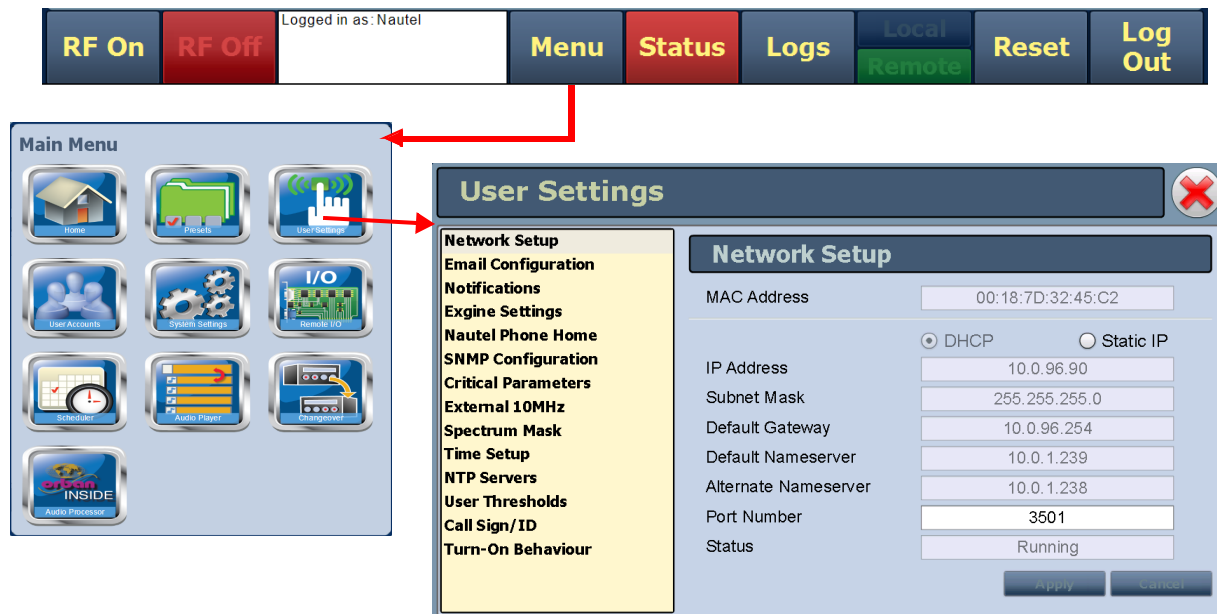 Logged in as: Nautel
RF On
RF Off
Menu
Status
Logs
Local
Remote
Reset
Log
Out
Main Menu
Home
Presets
User Settings
User Accounts
System Settings
I/O
Remote I/O
Scheduler
Audio Player
Changeover
orban
INSIDE
Audio Processor
User Settings
Network Setup
Email Configuration
Notifications
Exgine Settings
Nautel Phone Home
SNMP Configuration
Critical Parameters
External 10MHz
Spectrum Mask
Time Setup
NTP Servers
User Thresholds
Call Sign/ID
Turn-On Behaviour
Network Setup
MAC Address 00:18:7D:32:45:C2
DHCP Static IP
IP Address 10.0.96.90
Subnet Mask 255.255.255.0
Default Gateway 10.0.96.254
Default Nameserver 10.0.1.239
Alternate Nameserver 10.0.1.238
Port Number 3501
Status Running
Apply Cancel